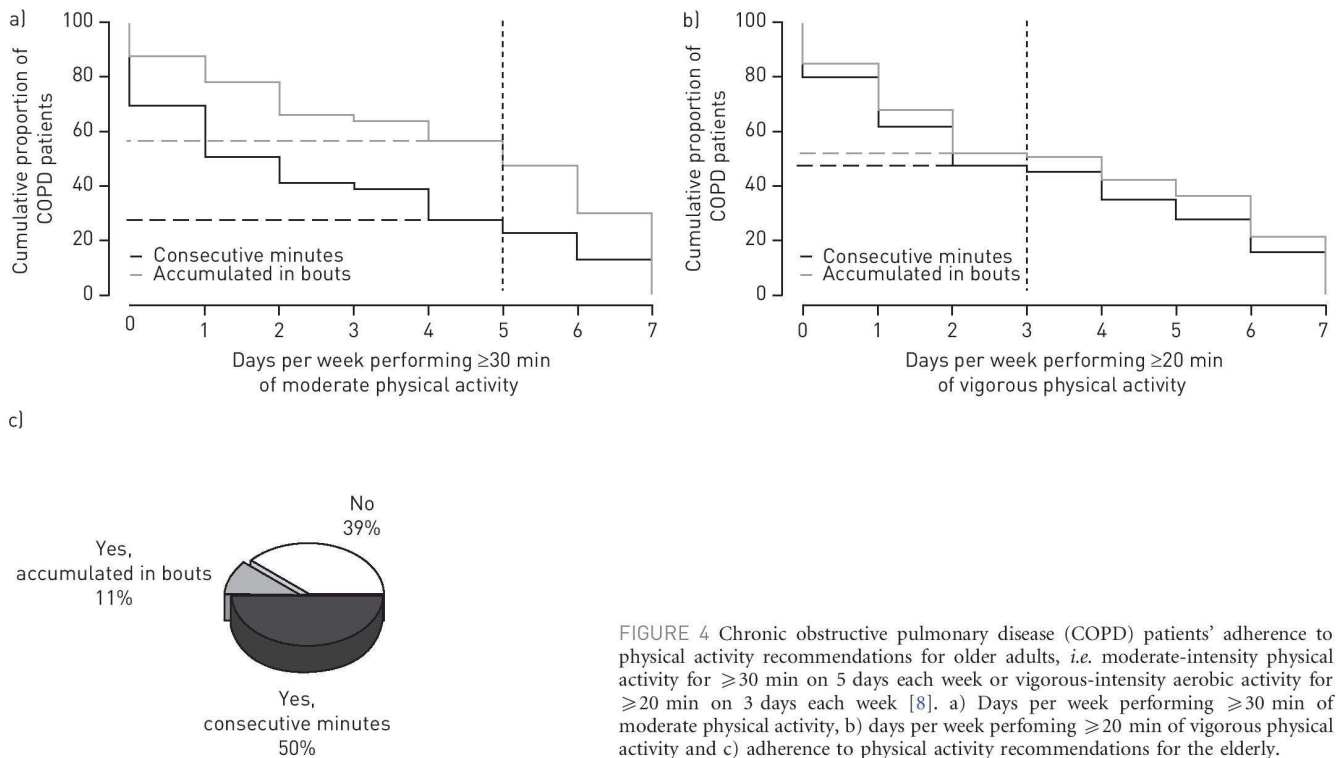 a)
Cumulative proportion of
COPD patients
100
80
60
40
20
0
Consecutive minutes
Accumulated in bouts
0 1 2 3 4 5 6 7
Days per week performing ≥30 min
of moderate physical activity
b)
Cumulative proportion of
COPD patients
100
80
60
40
20
0
Consecutive minutes
Accumulated in bouts
0 1 2 3 4 5 6 7
Days per week performing ≥20 min
of vigorous physical activity
c)
No
39%
Yes,
accumulated in bouts
11%
Yes,
consecutive minutes
50%
FIGURE 4 Chronic obstructive pulmonary disease (COPD) patients' adherence to
physical activity recommendations for older adults, i.e. moderate-intensity physical
activity for ⩾30 min on 5 days each week or vigorous-intensity aerobic activity for
⩾20 min on 3 days each week [8]. a) Days per week performing ⩾30 min of
moderate physical activity, b) days per week perfoming ⩾20 min of vigorous physical
activity and c) adherence to physical activity recommendations for the elderly.